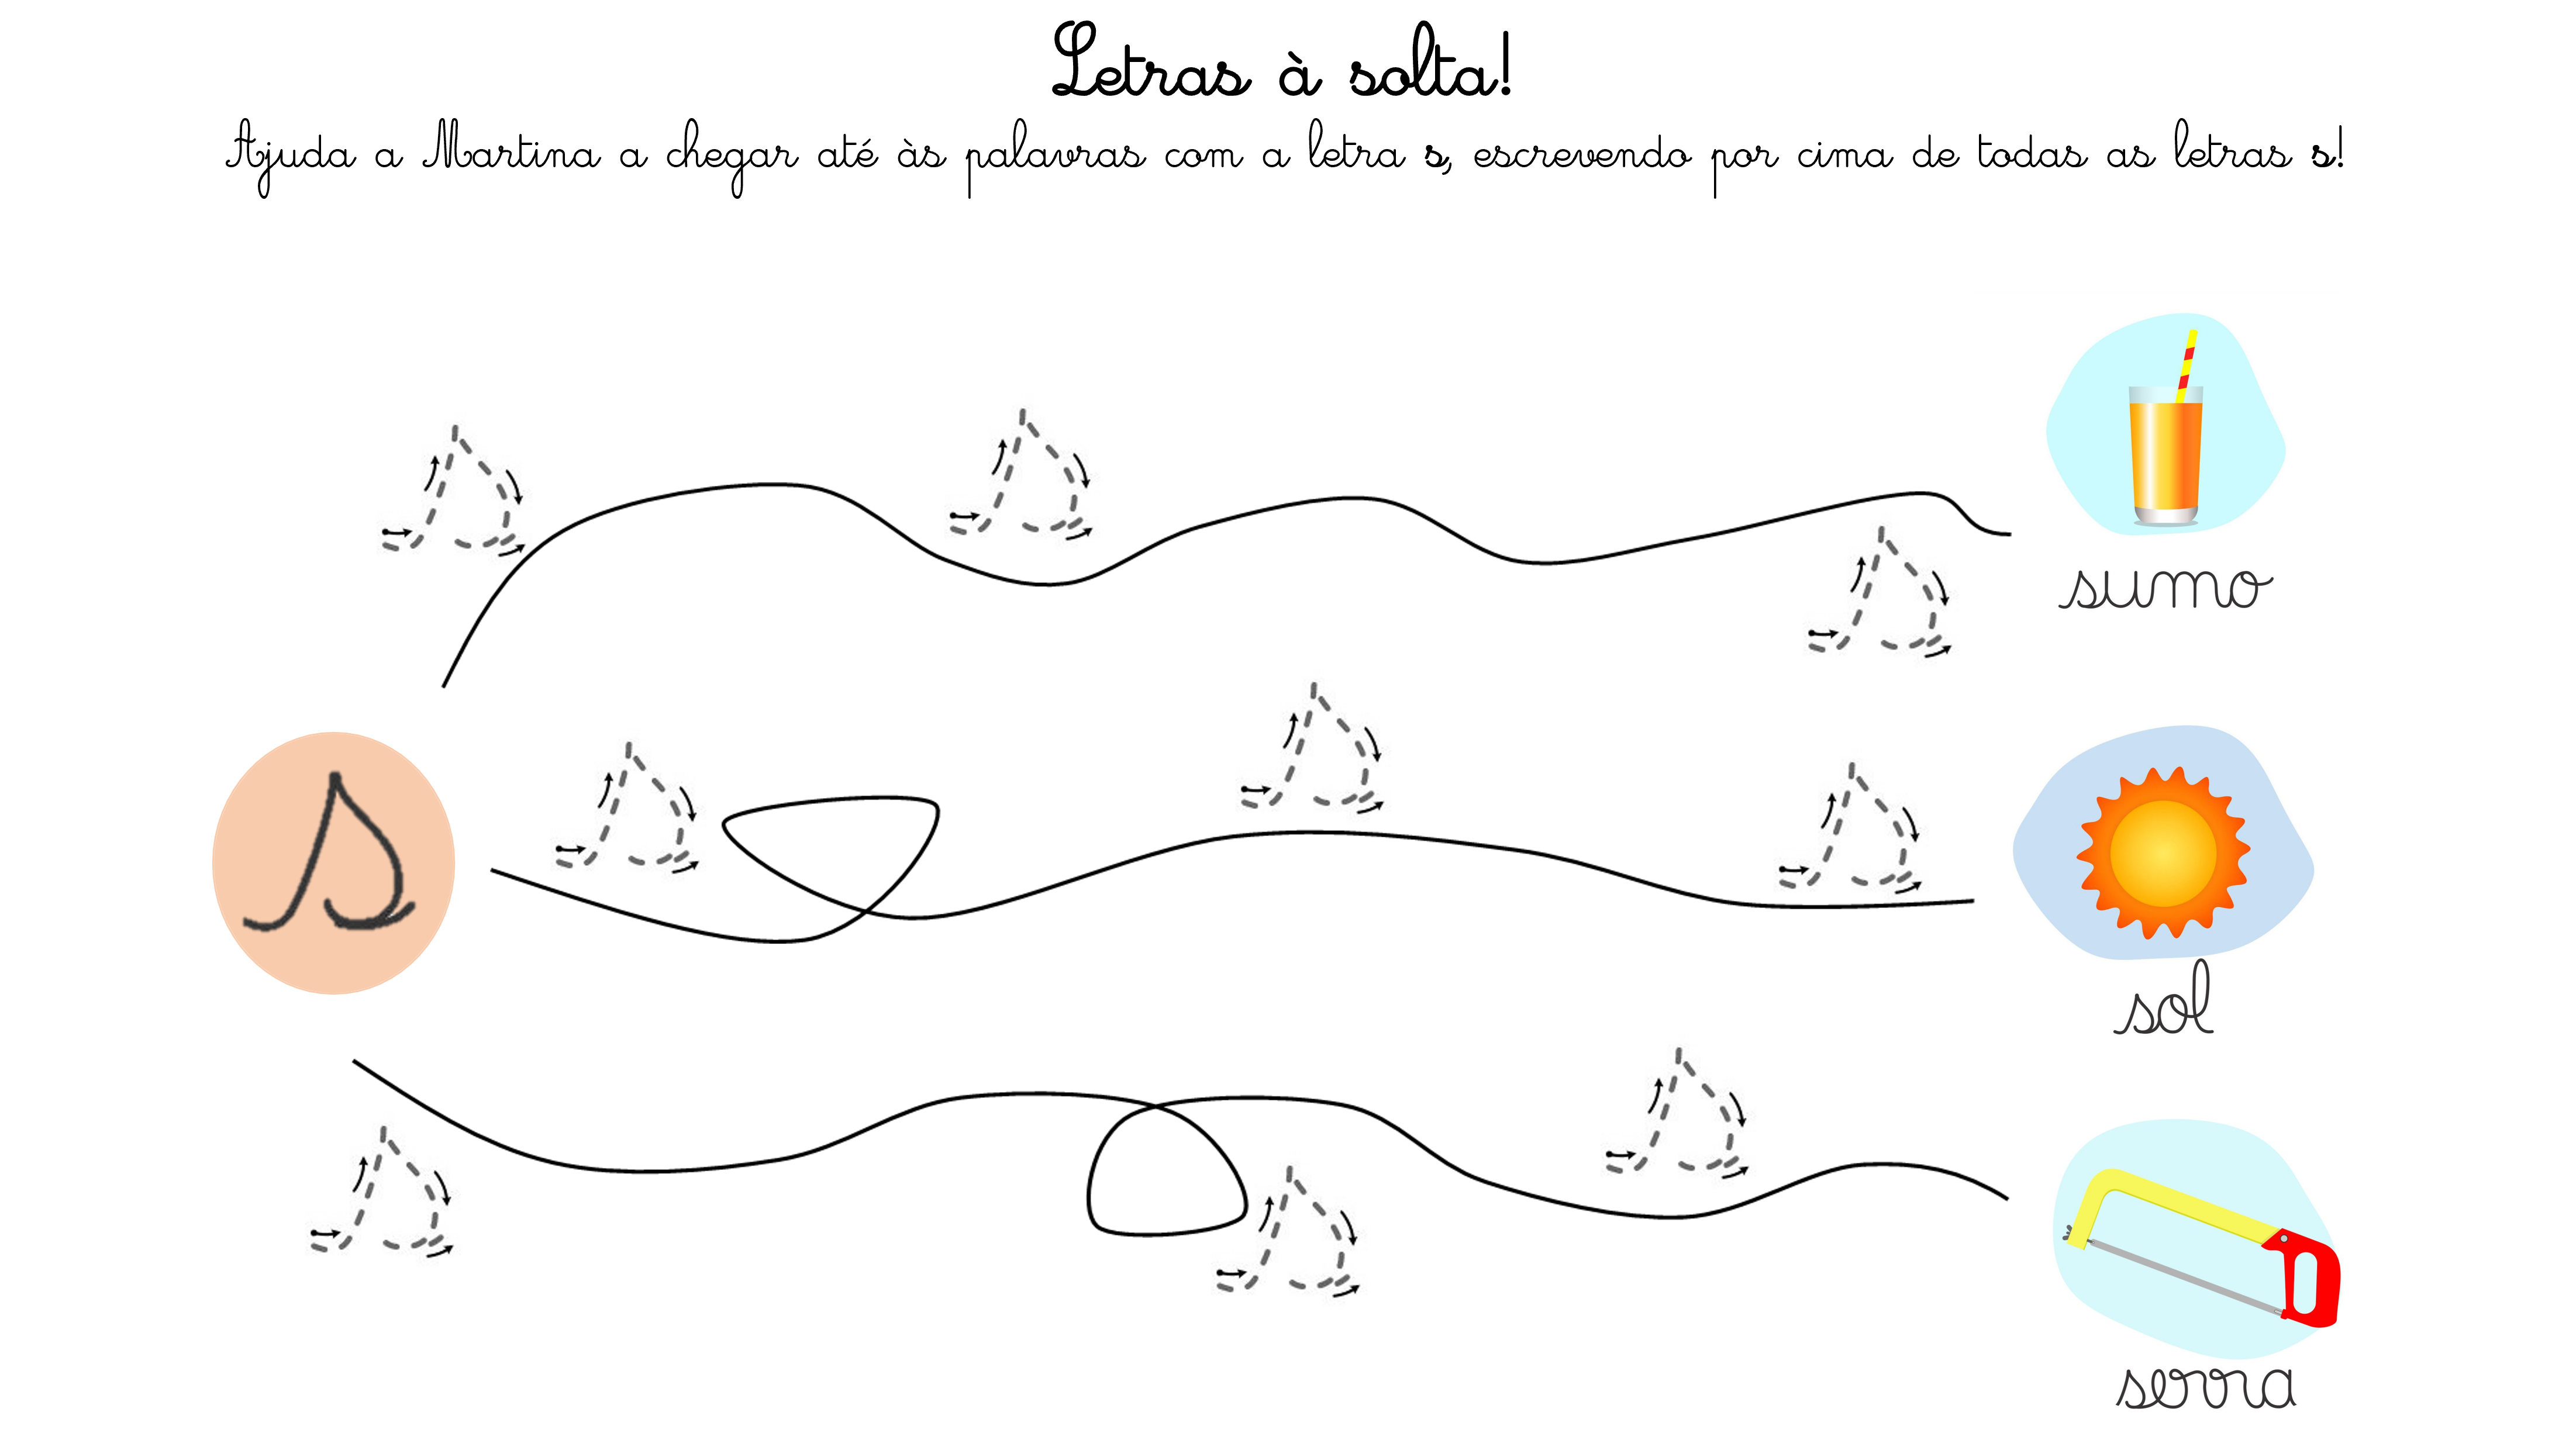 Letras à solta!
Ajuda a Martina a chegar até às palavras com a letra s, escrevendo por cima de todas as letras s!
s
s
s
sumo
s
s
s
s
s
sol
s
s
s
serra